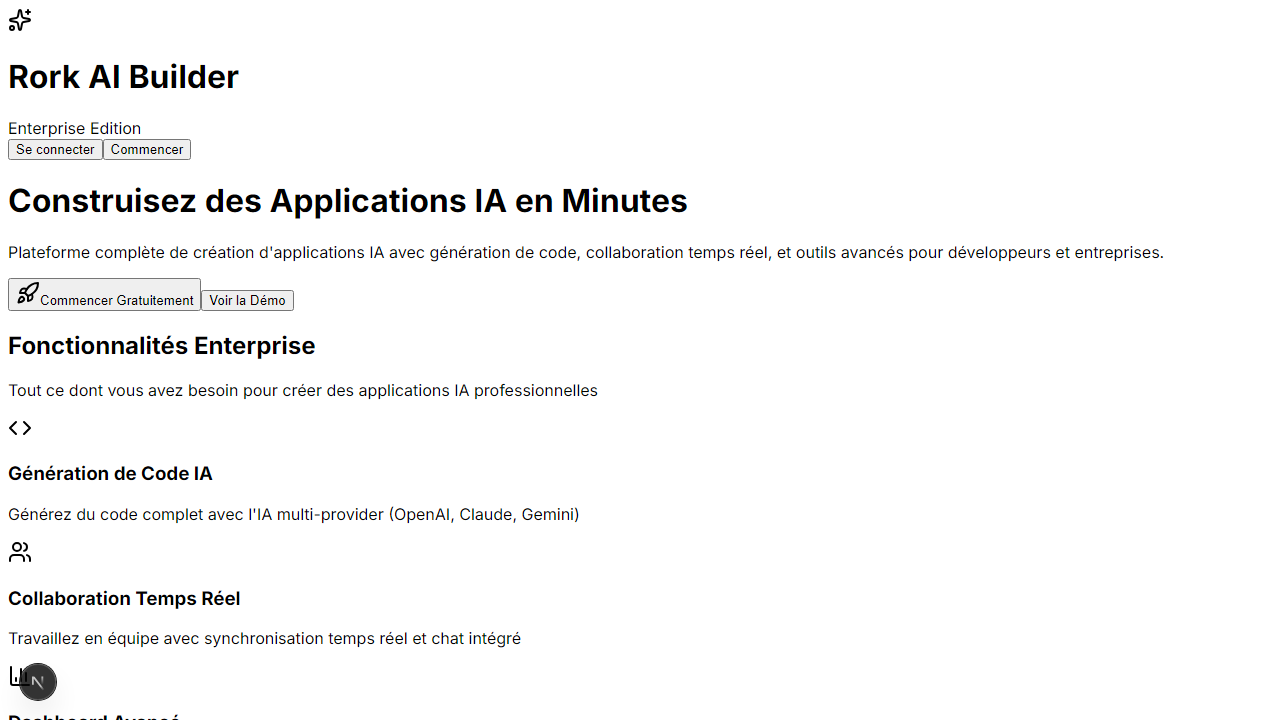 Rork AI Builder
Enterprise Edition
Se connecter Commencer
Construisez des Applications IA en Minutes
Plateforme complète de création d'applications IA avec génération de code, collaboration temps réel, et outils avancés pour développeurs et entreprises.
Commencer Gratuitement Voir la Démo
Fonctionnalités Enterprise
Tout ce dont vous avez besoin pour créer des applications IA professionnelles
Génération de Code IA
Générez du code complet avec l'IA multi-provider (OpenAI, Claude, Gemini)
Collaboration Temps Réel
Travaillez en équipe avec synchronisation temps réel et chat intégré
N
Dashboard Avancé